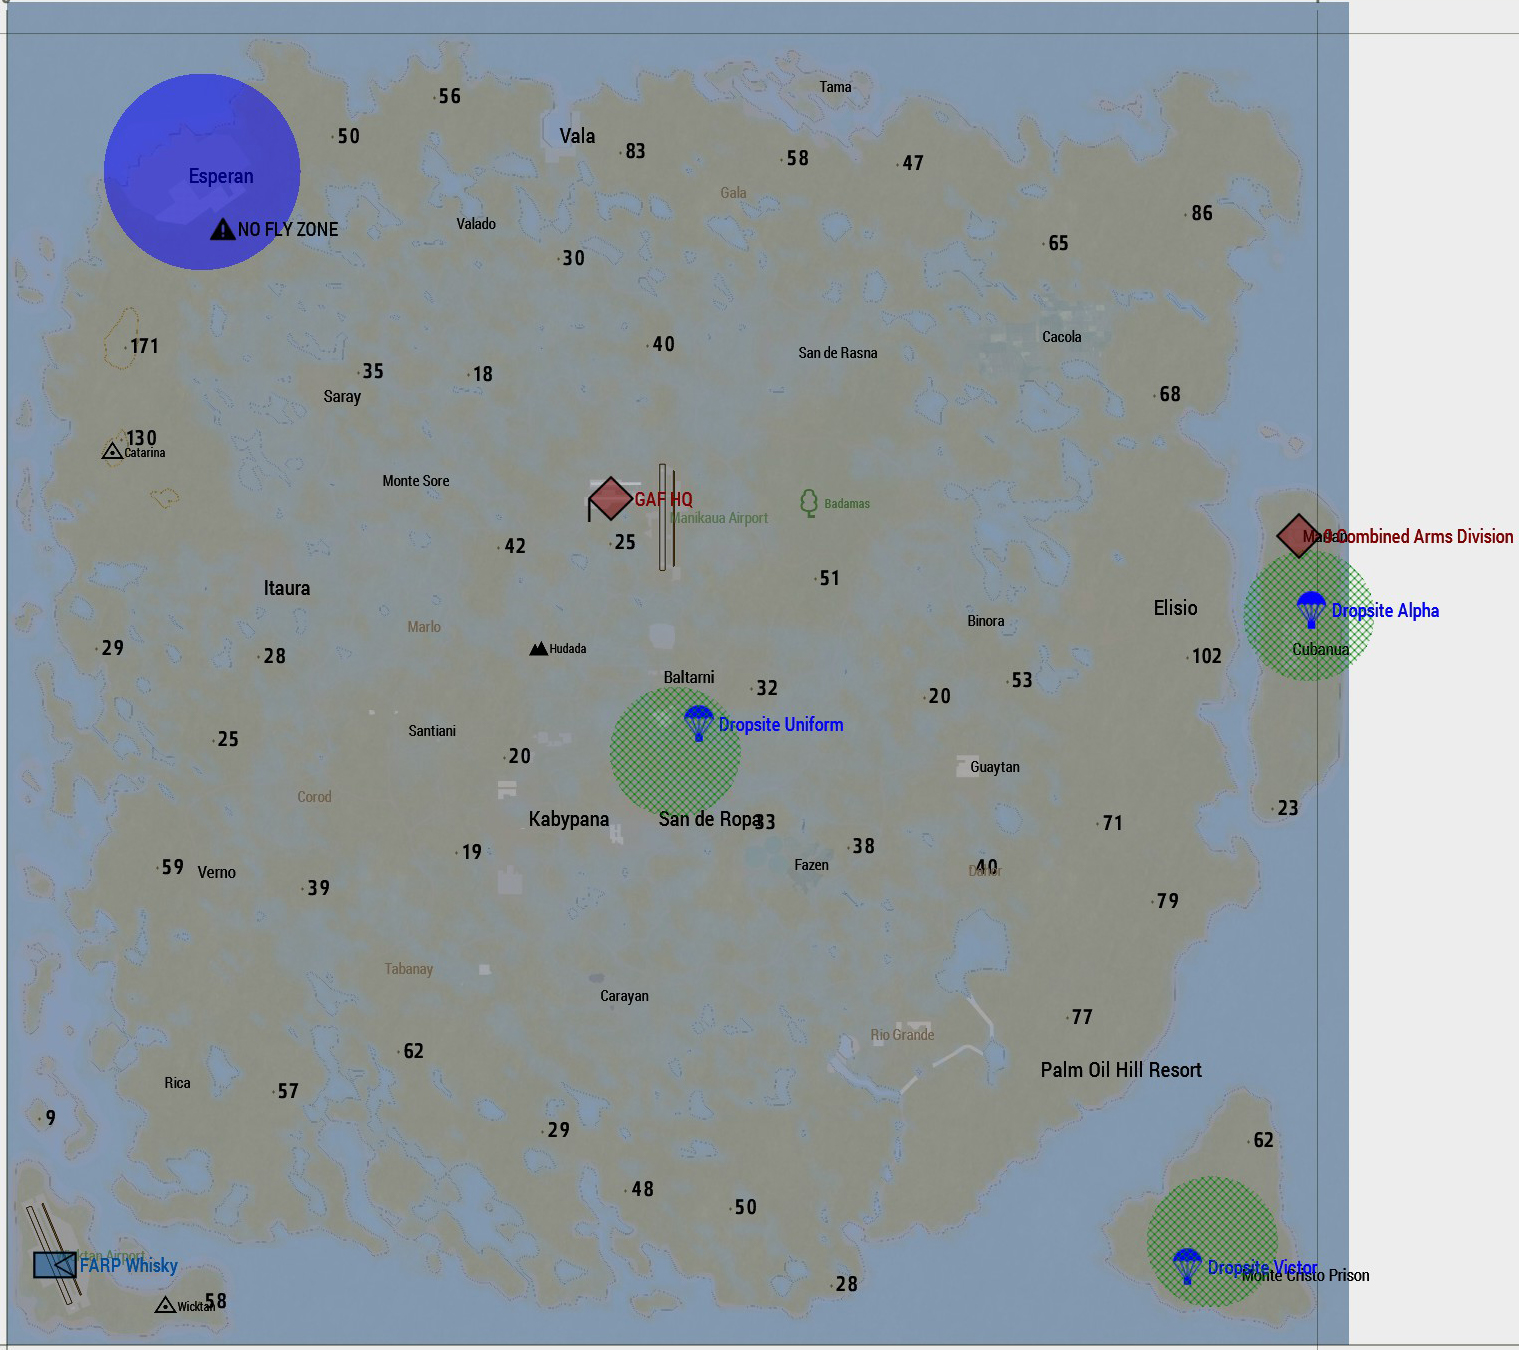 Tama
56
50
Vala
83
58
47
Esperan
Gala
86
Valado
NO FLY ZONE
65
30
Cacola
171
40
San de Rasna
35
18
Saray
68
130
Catarina
Monte Sore
GAF HQ
Badamas
Manikaua Airport
42
25
Combined Arms Division
51
Itaura
Elisio
Dropsite Alpha
Binora
Marlo
29
28
Hudada
Cubanua
102
Baltarni
53
32
20
Dropsite Uniform
Santiani
25
20
Guaytan
Corod
23
Kabypana
San de Ropa
33
71
38
19
59
Verno
Fazen
40
39
79
Tabanay
Carayan
77
Rio Grande
62
Palm Oil Hill Resort
Rica
57
9
29
62
48
50
FARP Whisky
Dropsite Victor
Monte Cristo Prison
28
58
Wicktan